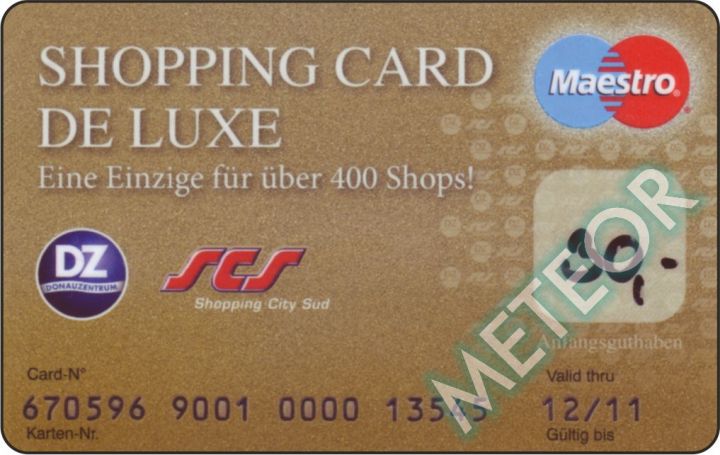 SHOPPING CARD
DE LUXE
Maestro
Eine Einzige für über 400 Shops!
DZ
DONAUZENTRUM
SCS
Shopping City Süd
30,-
Anfangsguthaben
METEOR
Card-N° Valid thru
670596 9001 0000 13545 12/11
Karten-Nr. Gültig bis